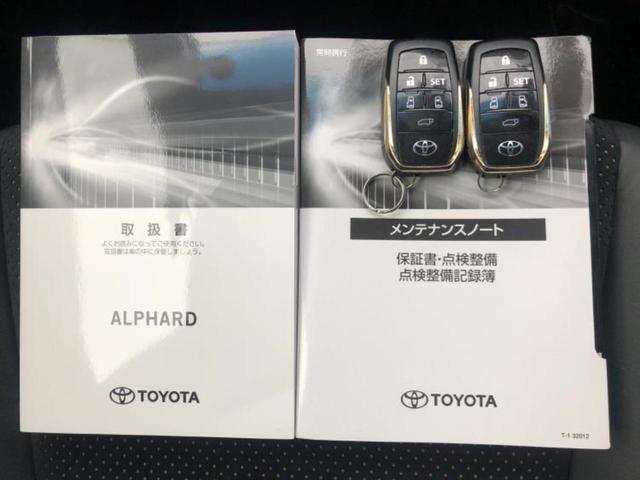 取扱書
よくお読みになってご使用ください。
取扱書は車の中に保管しましょう。
ALPHARD
TOYOTA
常時携行
SET
SET
メンテナンスノート
保証書・点検整備
点検整備記録簿
TOYOTA
T-1 32012